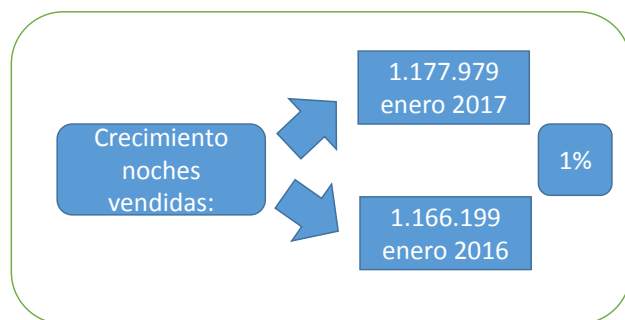 Crecimiento
noches
vendidas:
1.177.979
enero 2017
1%
1.166.199
enero 2016